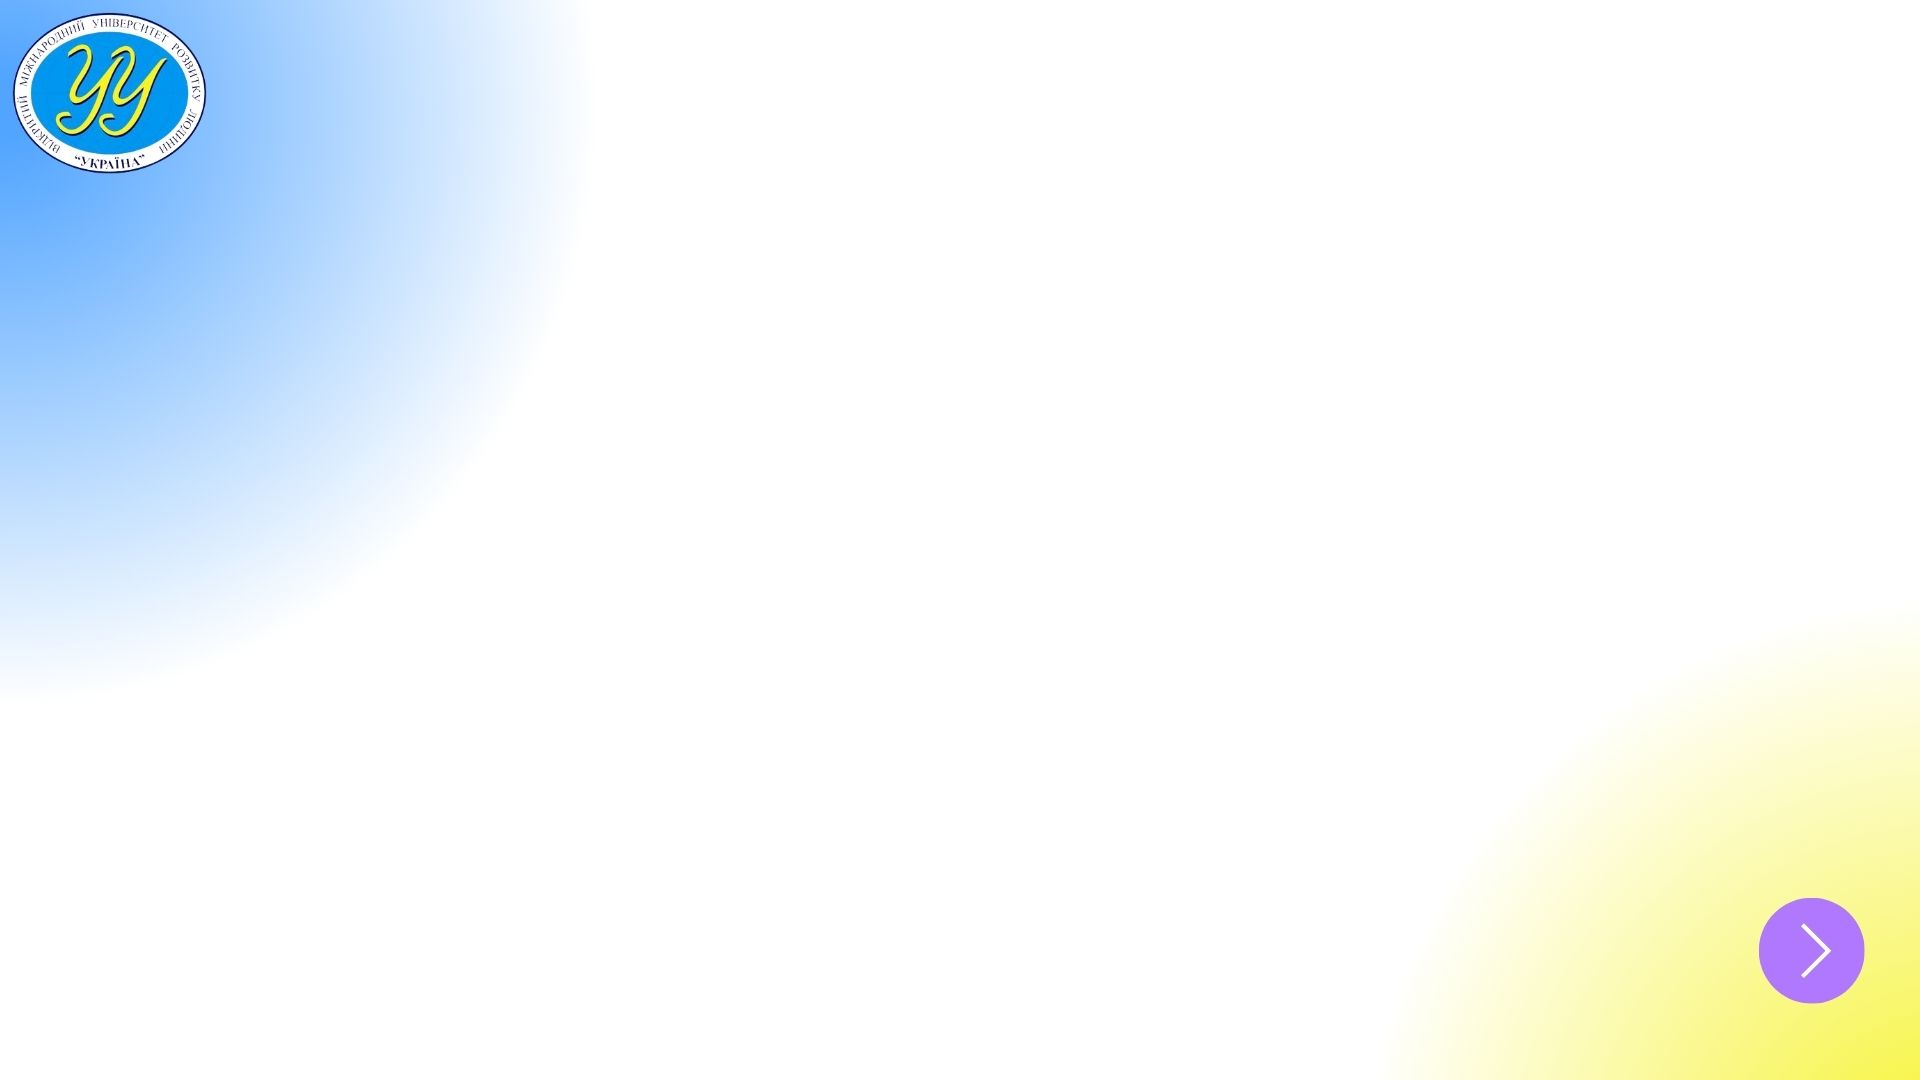 ВІДКРИТИЙ МІЖНАРОДНИЙ УНІВЕРСИТЕТ РОЗВИТКУ ЛЮДИНИ
УУ
“УКРАЇНА”